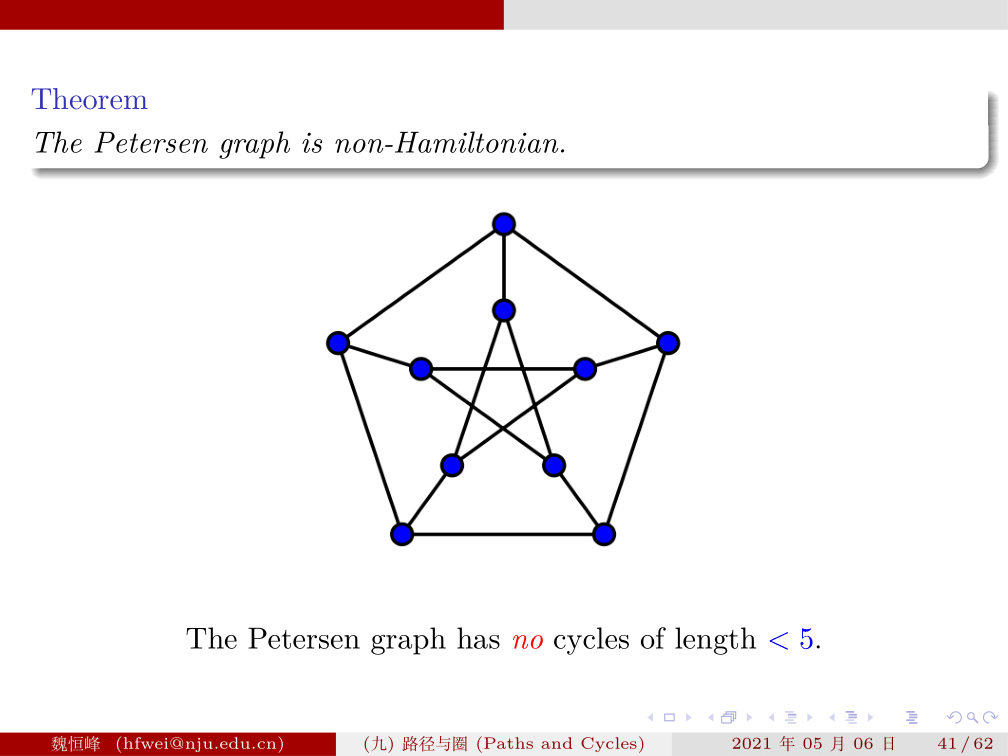 Theorem
The Petersen graph is non-Hamiltonian.
The Petersen graph has no cycles of length < 5.
魏恒峰 (hfwei@nju.edu.cn)
(九) 路径与圈 (Paths and Cycles)
2021 年 05 月 06 日
41 / 62